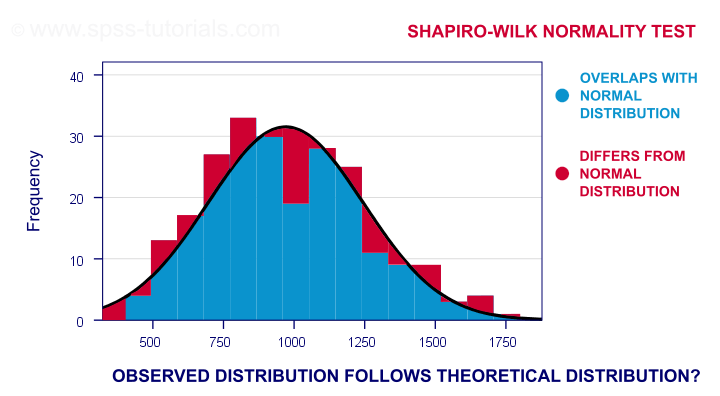 © www.spss-tutorials.com
SHAPIRO-WILK NORMALITY TEST
OVERLAPS WITH
NORMAL
DISTRIBUTION
DIFFERS FROM
NORMAL
DISTRIBUTION
Frequency
40
30
20
10
0
500 750 1000 1250 1500 1750
OBSERVED DISTRIBUTION FOLLOWS THEORETICAL DISTRIBUTION?